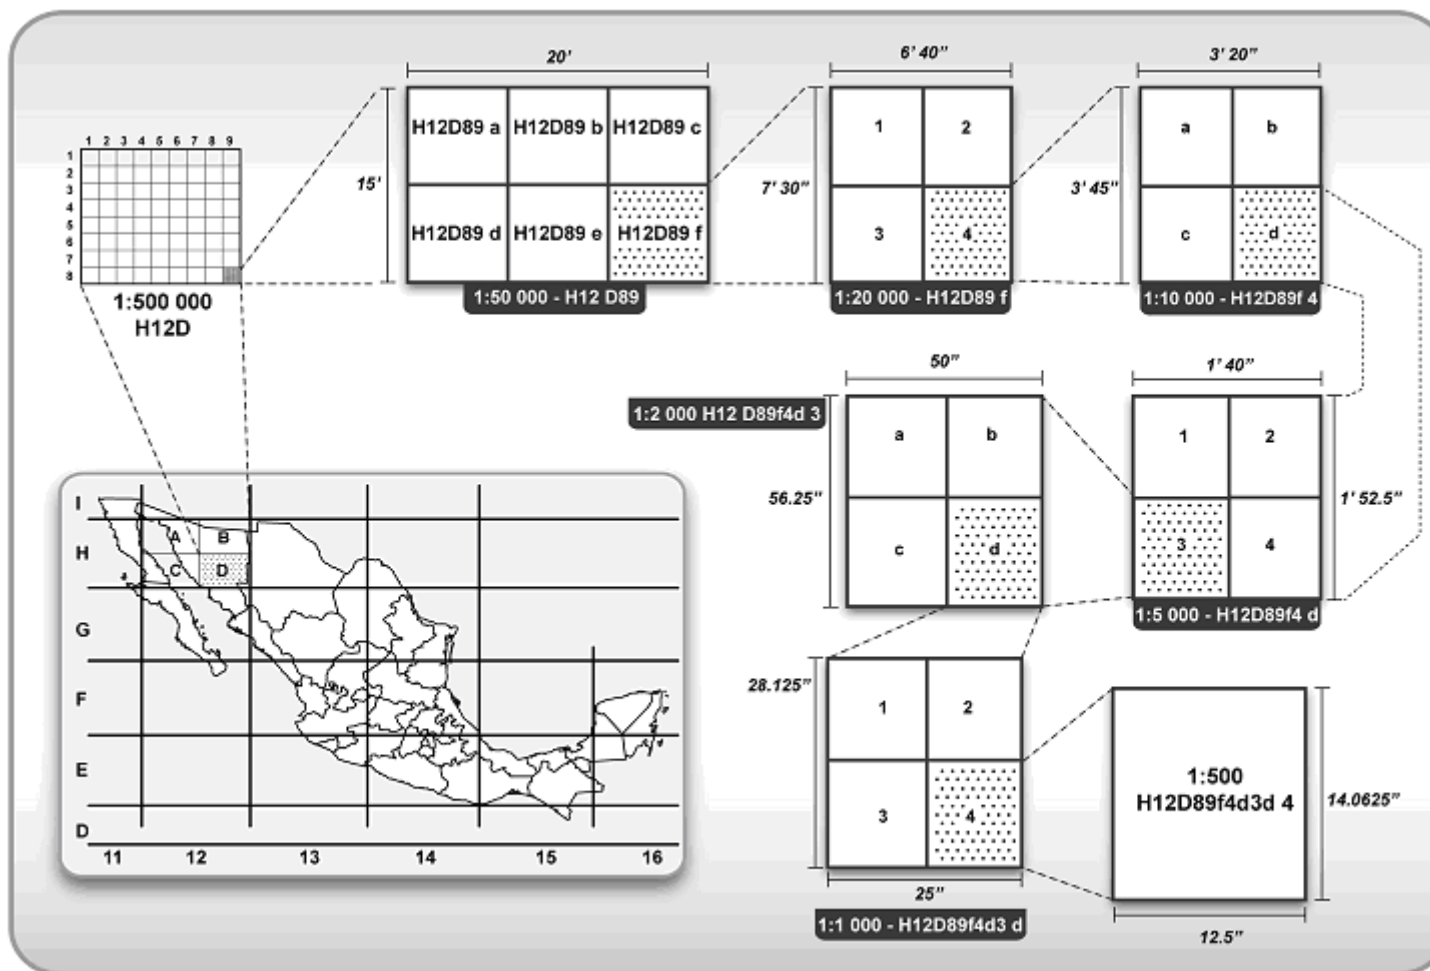 1 2 3 4 5 6 7 8 9
1
2
3
4
5
6
7
8
1:500 000
H12D
20'
15'
H12D89 a H12D89 b H12D89 c
H12D89 d H12D89 e H12D89 f
1:50 000 - H12 D89
6' 40"
7' 30"
1 2
3 4
1:20 000 - H12D89 f
3' 20"
3' 45"
a b
c d
1:10 000 - H12D89f 4
1' 40"
1' 52.5"
1 2
3 4
1:5 000 - H12D89f4 d
50"
1:2 000 H12 D89f4d 3
56.25"
a b
c d
28.125"
1 2
3 4
25"
1:1 000 - H12D89f4d3 d
1:500
H12D89f4d3d 4
14.0625"
12.5"
I
H
G
F
E
D
A B
C D
11 12 13 14 15 16